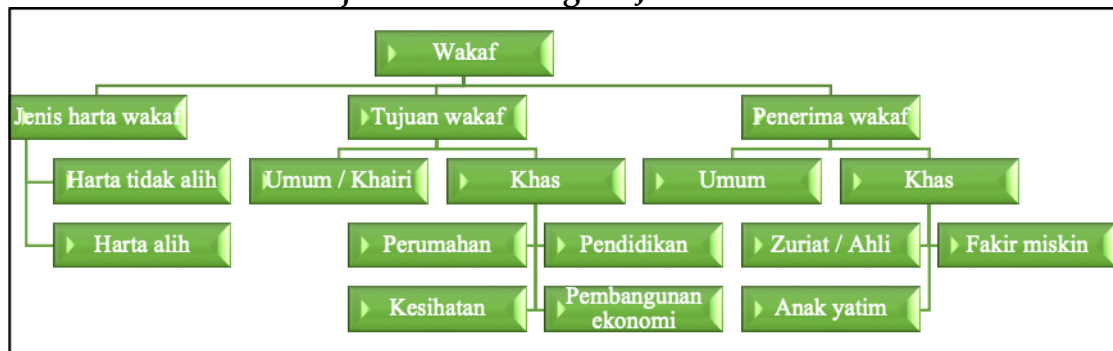 Wakaf
Jenis harta wakaf
Tujuan wakaf
Penerima wakaf
Harta tidak alih
Umum / Khairi
Khas
Umum
Khas
Harta alih
Perumahan
Pendidikan
Zuriat / Ahli
Fakir miskin
Kesihatan
Pembangunan
ekonomi
Anak yatim